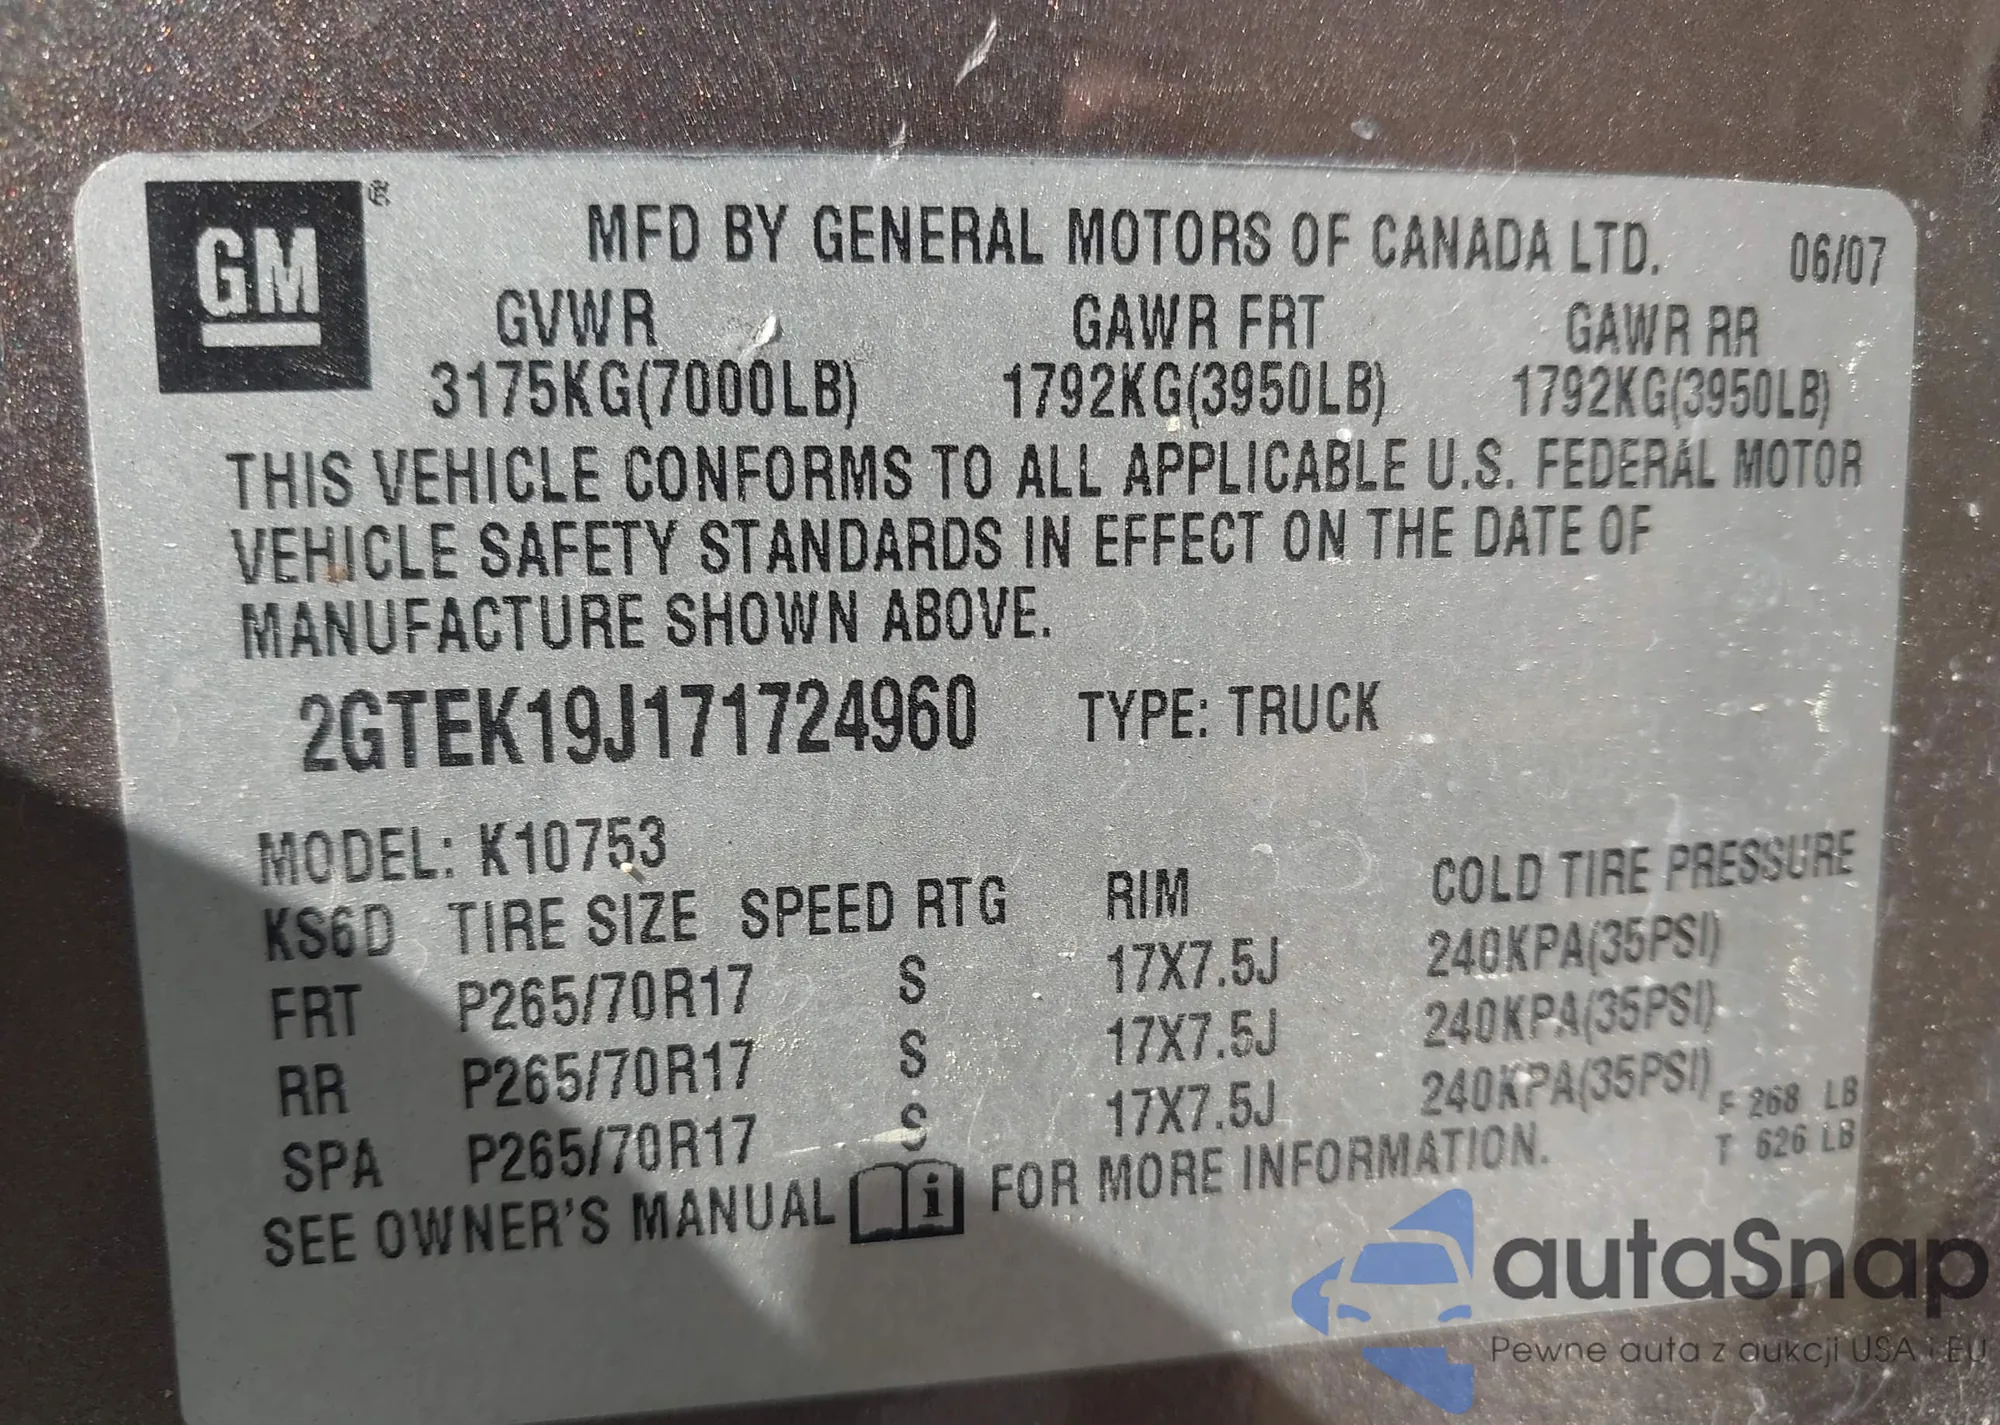 GM ®
MFD BY GENERAL MOTORS OF CANADA LTD. 06/07
GVWR GAWR FRT GAWR RR
3175KG(7000LB) 1792KG(3950LB) 1792KG(3950LB)
THIS VEHICLE CONFORMS TO ALL APPLICABLE U.S. FEDERAL MOTOR
VEHICLE SAFETY STANDARDS IN EFFECT ON THE DATE OF
MANUFACTURE SHOWN ABOVE.
2GTEK19J171724960 TYPE: TRUCK
MODEL: K10753
KS6D TIRE SIZE SPEED RTG RIM COLD TIRE PRESSURE
FRT P265/70R17 S 17X7.5J 240KPA(35PSI)
RR P265/70R17 S 17X7.5J 240KPA(35PSI)
SPA P265/70R17 S 17X7.5J 240KPA(35PSI)
F 268 LB
T 626 LB
SEE OWNER'S MANUAL i FOR MORE INFORMATION.
autaSnap
Pewne auta z aukcji USA i EU